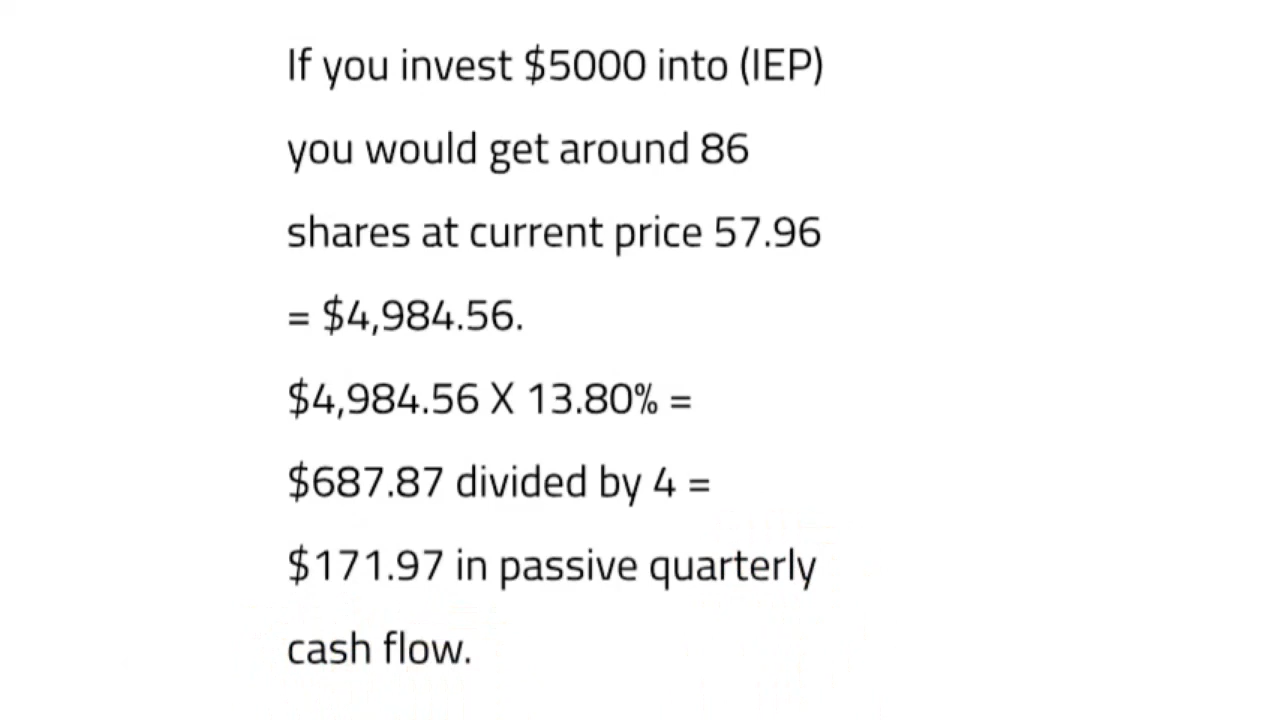 If you invest $5000 into (IEP)
you would get around 86
shares at current price 57.96
= $4,984.56.
$4,984.56 X 13.80% =
$687.87 divided by 4 =
$171.97 in passive quarterly
cash flow.